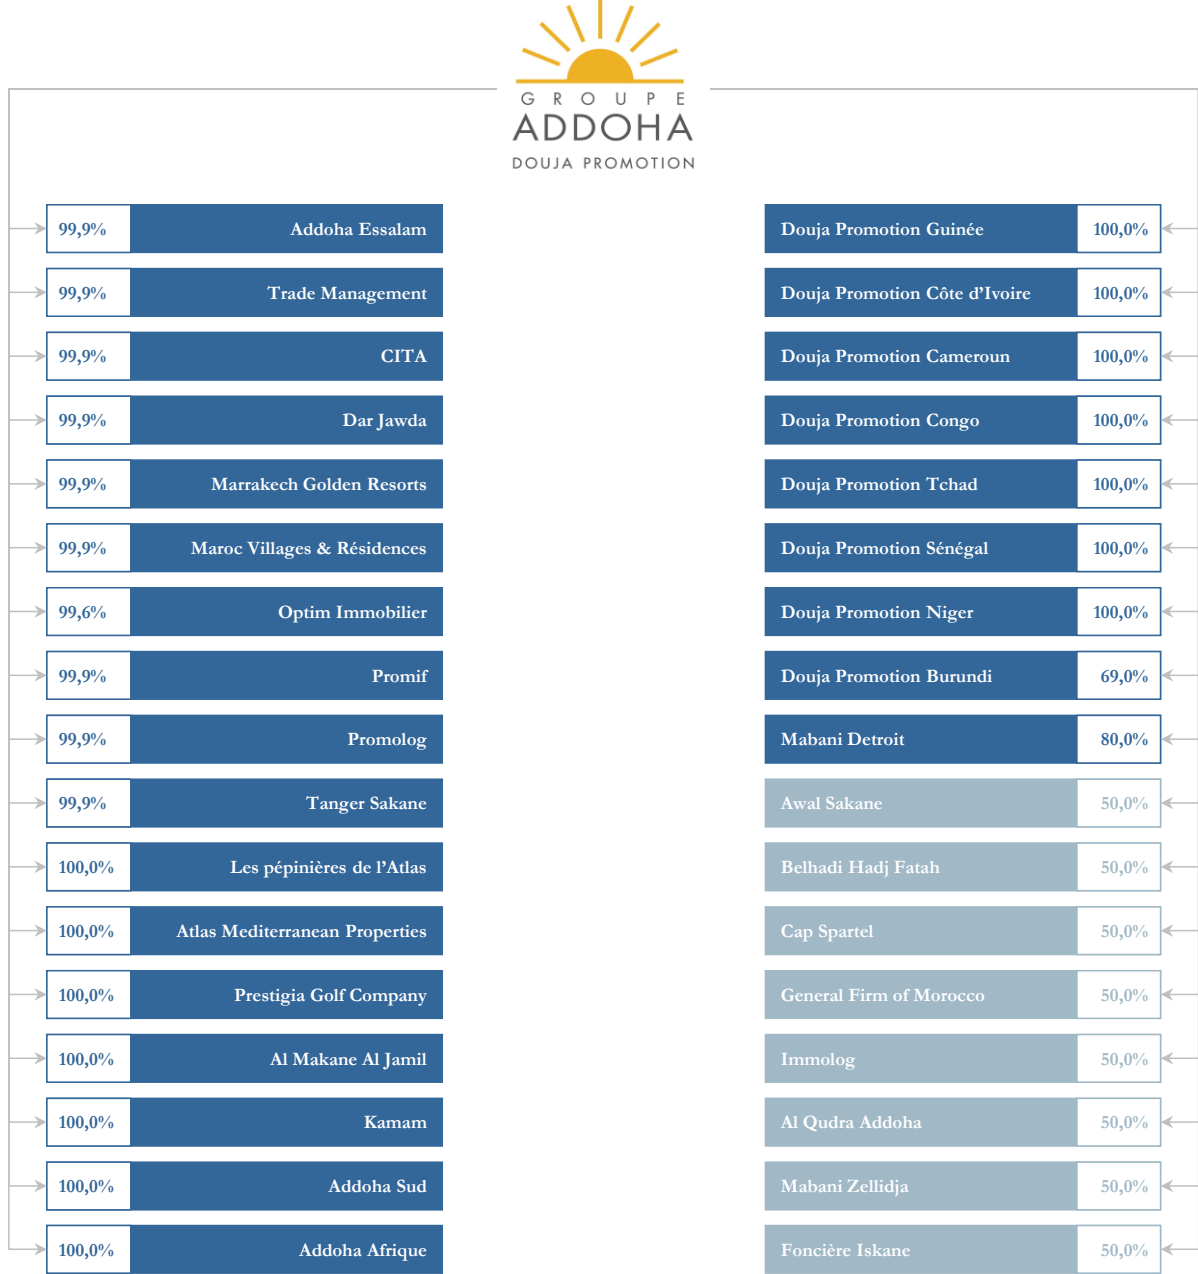 GROUPE
ADDOHA
DOUJA PROMOTION
99,9% Addoha Essalam
99,9% Trade Management
99,9% CITA
99,9% Dar Jawda
99,9% Marrakech Golden Resorts
99,9% Maroc Villages & Résidences
99,6% Optim Immobilier
99,9% Promif
99,9% Promolog
99,9% Tanger Sakane
100,0% Les pépinières de l’Atlas
100,0% Atlas Mediterranean Properties
100,0% Prestigia Golf Company
100,0% Al Makane Al Jamil
100,0% Kamam
100,0% Addoha Sud
100,0% Addoha Afrique
Douja Promotion Guinée 100,0%
Douja Promotion Côte d’Ivoire 100,0%
Douja Promotion Cameroun 100,0%
Douja Promotion Congo 100,0%
Douja Promotion Tchad 100,0%
Douja Promotion Sénégal 100,0%
Douja Promotion Niger 100,0%
Douja Promotion Burundi 69,0%
Mabani Detroit 80,0%
Awal Sakane 50,0%
Belhadi Hadj Fatah 50,0%
Cap Spartel 50,0%
General Firm of Morocco 50,0%
Immolog 50,0%
Al Qudra Addoha 50,0%
Mabani Zellidja 50,0%
Foncière Iskane 50,0%